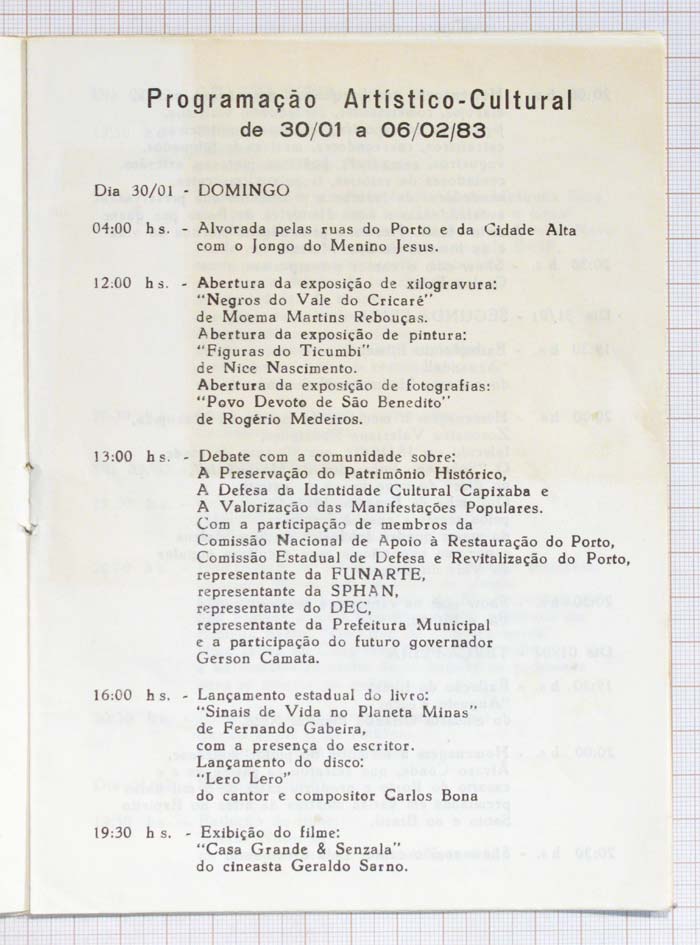 Programação Artístico-Cultural
de 30/01 a 06/02/83
Dia 30/01 - DOMINGO
04:00 hs. - Alvorada pelas ruas do Porto e da Cidade Alta
com o Jongo do Menino Jesus.
12:00 hs. - Abertura da exposição de xilogravura:
"Negros do Vale do Cricaré"
de Moema Martins Rebouças.
Abertura da exposição de pintura:
"Figuras do Ticumbi"
de Nice Nascimento.
Abertura da exposição de fotografias:
"Povo Devoto de São Benedito"
de Rogério Medeiros.
13:00 hs. - Debate com a comunidade sobre:
A Preservação do Patrimônio Histórico,
A Defesa da Identidade Cultural Capixaba e
A Valorização das Manifestações Populares.
Com a participação de membros da
Comissão Nacional de Apoio à Restauração do Porto,
Comissão Estadual de Defesa e Revitalização do Porto,
representante da FUNARTE,
representante da SPHAN,
representante do DEC,
representante da Prefeitura Municipal
e a participação do futuro governador
Gerson Camata.
16:00 hs. - Lançamento estadual do livro:
"Sinais de Vida no Planeta Minas"
de Fernando Gabeira,
com a presença do escritor.
Lançamento do disco:
"Lero Lero"
do cantor e compositor Carlos Bona
19:30 hs. - Exibição do filme:
"Casa Grande & Senzala"
do cineasta Geraldo Sarno.